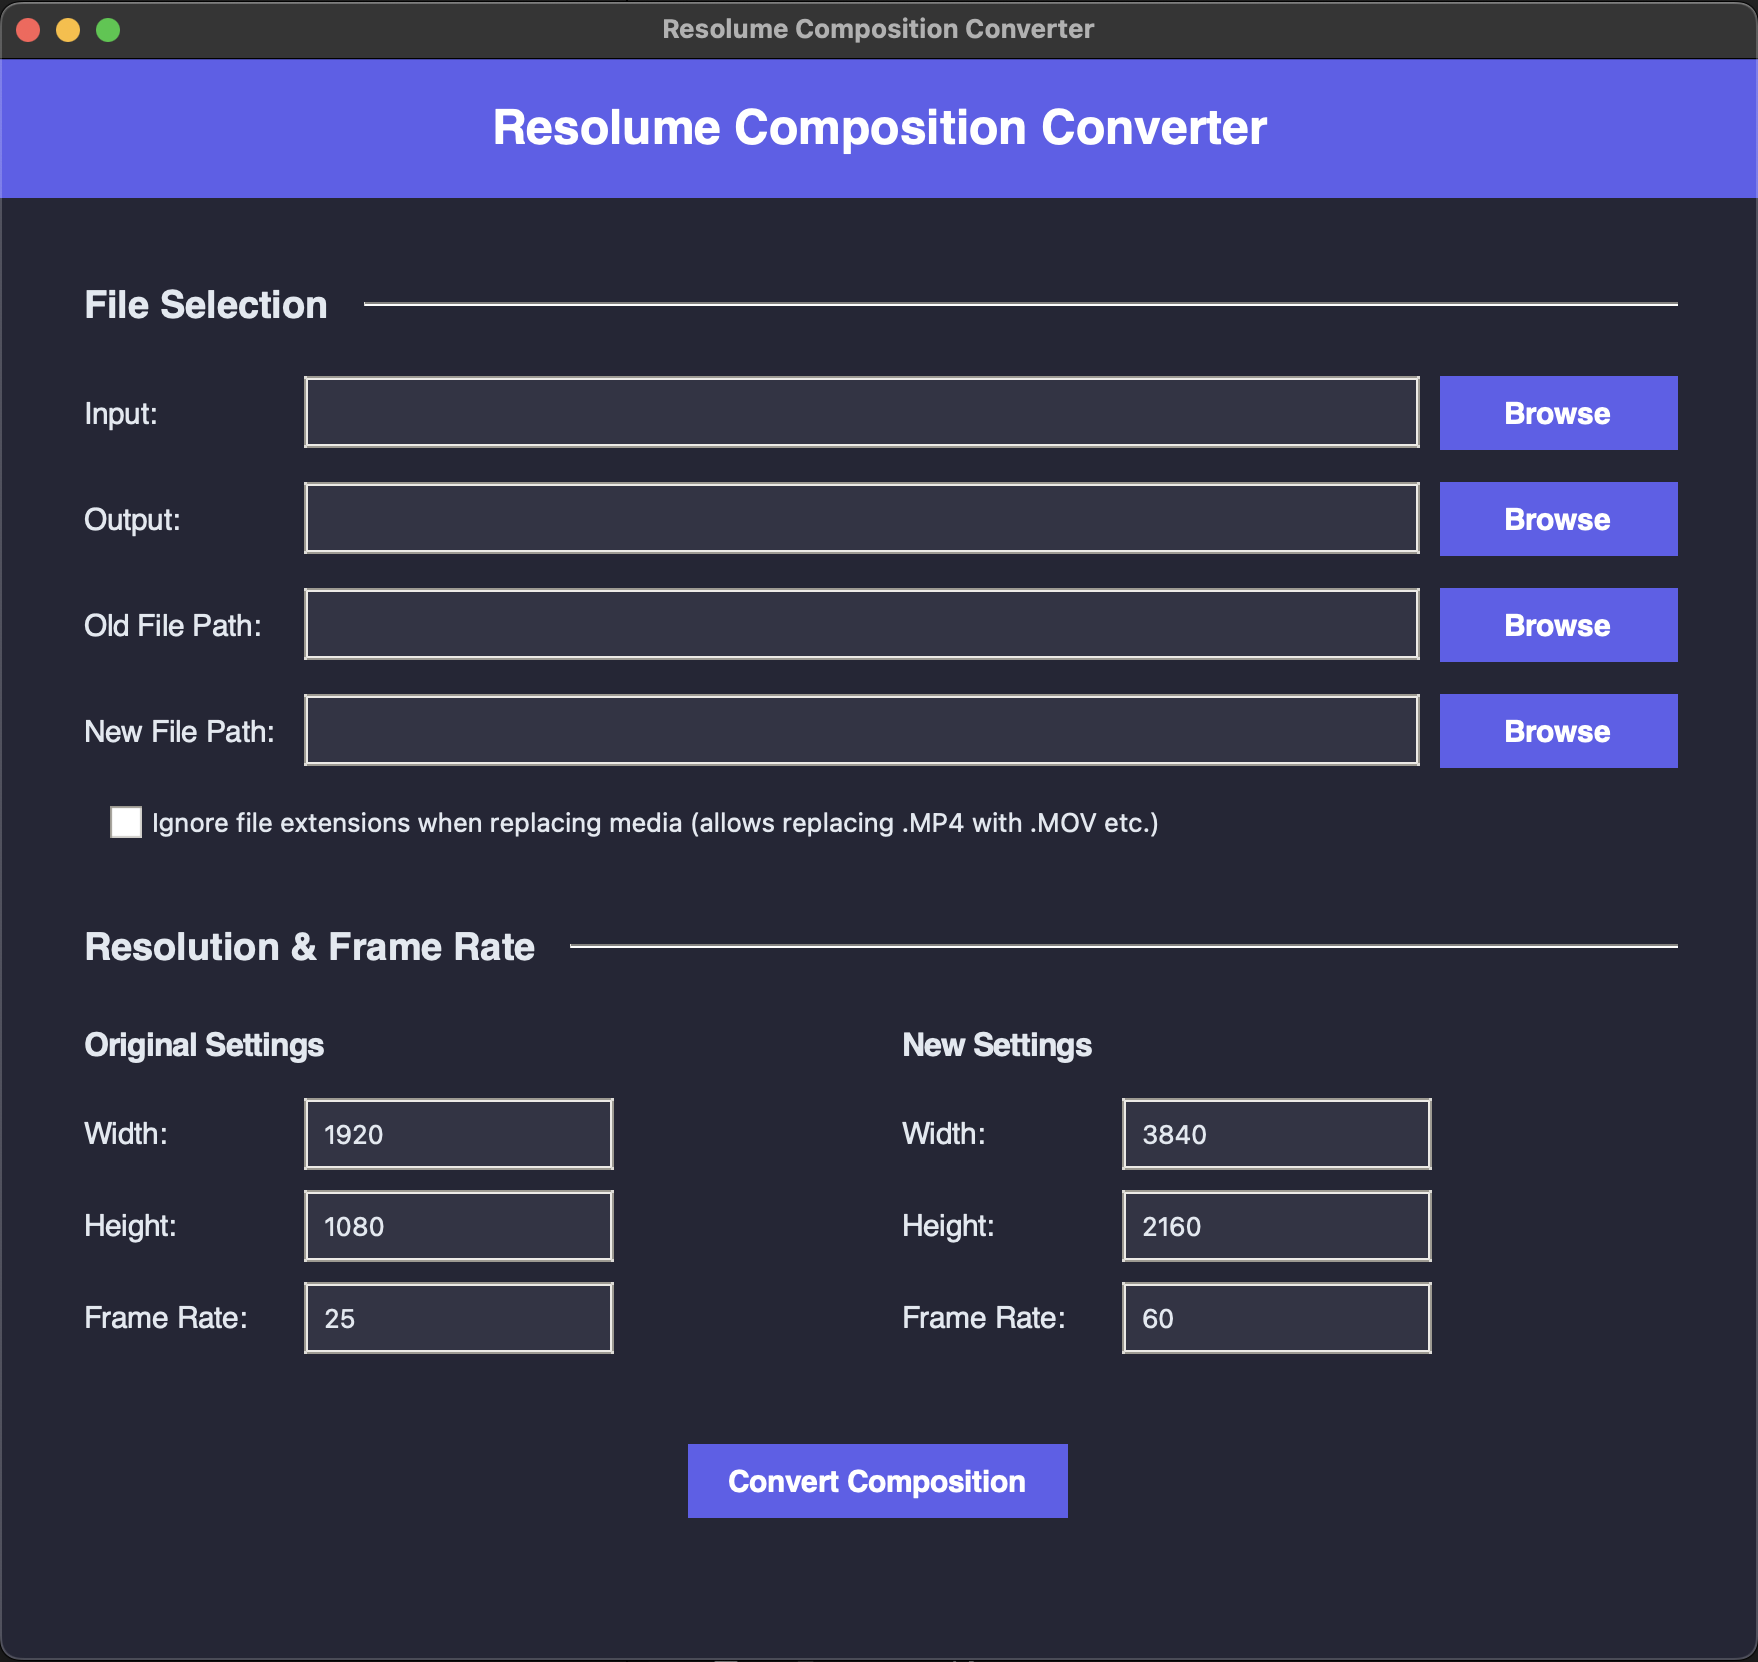 Resolume Composition Converter
Resolume Composition Converter
File Selection
Input:
Browse
Output:
Browse
Old File Path:
Browse
New File Path:
Browse
Ignore file extensions when replacing media (allows replacing .MP4 with .MOV etc.)
Resolution & Frame Rate
Original Settings
New Settings
Width: 1920
Width: 3840
Height: 1080
Height: 2160
Frame Rate: 25
Frame Rate: 60
Convert Composition